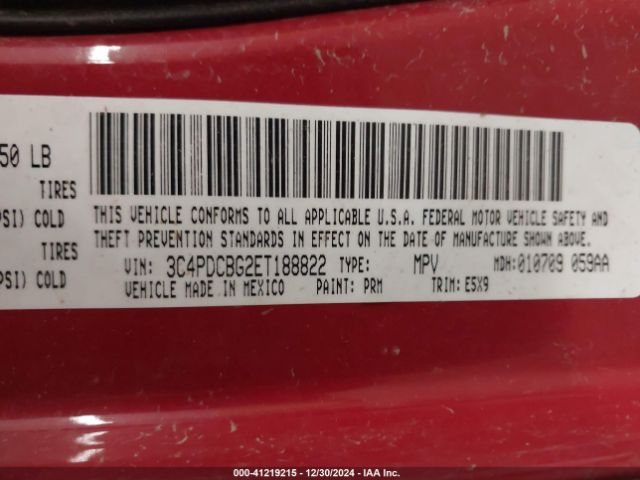 50 LB
TIRES
PSI) COLD
TIRES
PSI) COLD
THIS VEHICLE CONFORMS TO ALL APPLICABLE U.S.A. FEDERAL MOTOR VEHICLE SAFETY AND
THEFT PREVENTION STANDARDS IN EFFECT ON THE DATE OF MANUFACTURE SHOWN ABOVE.
VIN: 3C4PDCBG2ET188822 TYPE: MPV MDH:010709 059AA
VEHICLE MADE IN MEXICO PAINT: PRM TRIM: E5X9
000-41219215 - 12/30/2024 - IAA Inc.